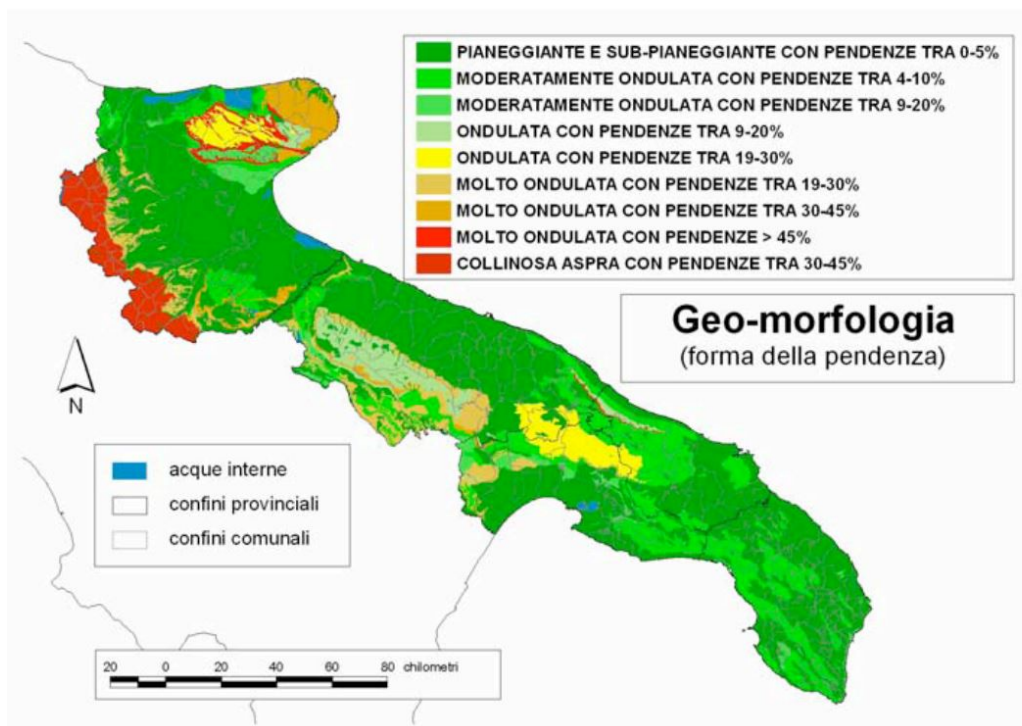 PIANEGGIANTE E SUB-PIANEGGIANTE CON PENDENZE TRA 0-5%
MODERATAMENTE ONDULATA CON PENDENZE TRA 4-10%
MODERATAMENTE ONDULATA CON PENDENZE TRA 9-20%
ONDULATA CON PENDENZE TRA 9-20%
ONDULATA CON PENDENZE TRA 19-30%
MOLTO ONDULATA CON PENDENZE TRA 19-30%
MOLTO ONDULATA CON PENDENZE TRA 30-45%
MOLTO ONDULATA CON PENDENZE > 45%
COLLINOSA ASPRA CON PENDENZE TRA 30-45%
Geo-morfologia
(forma della pendenza)
N
acque interne
confini provinciali
confini comunali
20 0 20 40 60 80 chilometri